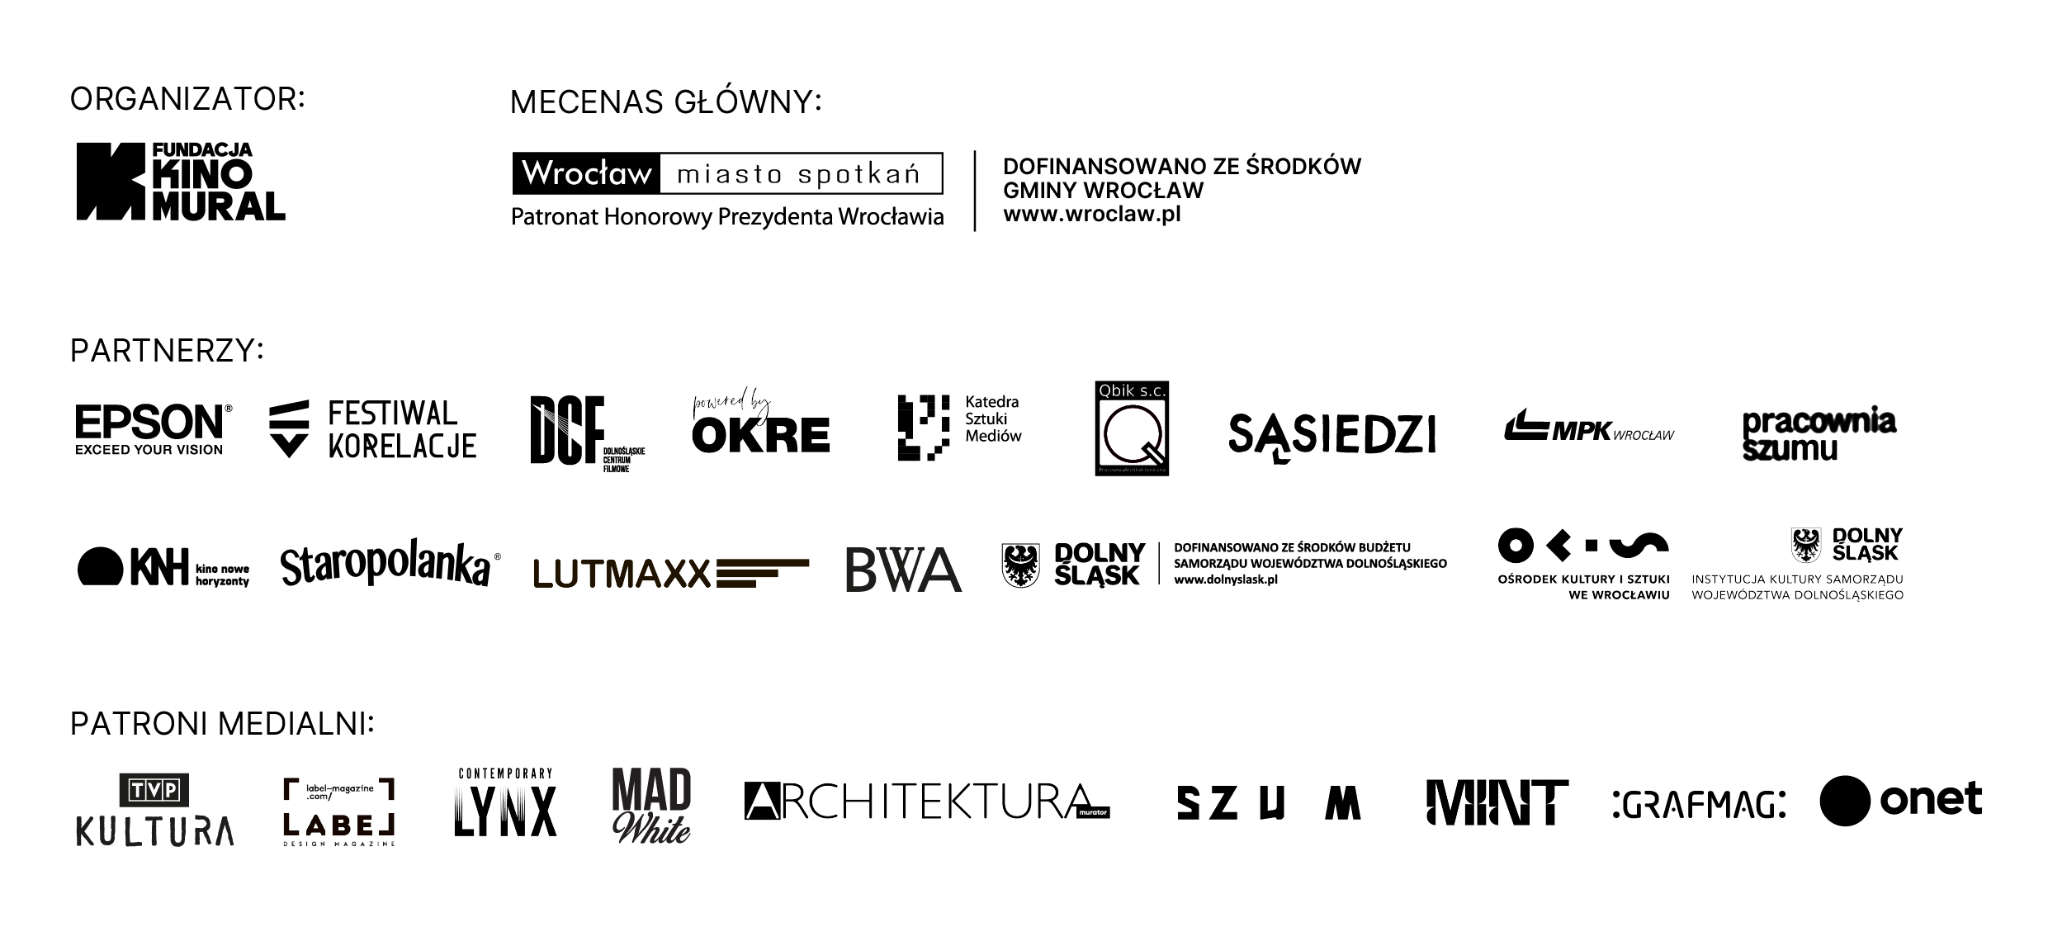 ORGANIZATOR:
FUNDACJA
KINO
MURAL
MECENAS GŁÓWNY:
Wrocław miasto spotkań
Patronat Honorowy Prezydenta Wrocławia
DOFINANSOWANO ZE ŚRODKÓW
GMINY WROCŁAW
www.wroclaw.pl
PARTNERZY:
EPSON®
EXCEED YOUR VISION
FESTIWAL
KORELACJE
DCF
DOLNOŚLĄSKIE
CENTRUM
FILMOWE
powered by
OKRE
Katedra
Sztuki
Mediów
Qbik s.c.
SĄSIEDZI
MPK WROCŁAW
pracownia
szumu
KNH kino nowe
horyzonty
Staropolanka®
LUTMAXX
BWA
DOLNY
ŚLĄSK
DOFINANSOWANO ZE ŚRODKÓW BUDŻETU
SAMORZĄDU WOJEWÓDZTWA DOLNOŚLĄSKIEGO
www.dolnyslask.pl
OKIS
OŚRODEK KULTURY I SZTUKI
WE WROCŁAWIU
DOLNY
ŚLĄSK
INSTYTUCJA KULTURY SAMORZĄDU
WOJEWÓDZTWA DOLNOŚLĄSKIEGO
PATRONI MEDIALNI:
TVP
KULTURA
label-magazine
.com/
LABEL
DESIGN MAGAZINE
CONTEMPORARY
LYNX
MAD
White
ARCHITEKTURA
murator
SZUM
MINT
:GRAFMAG:
onet